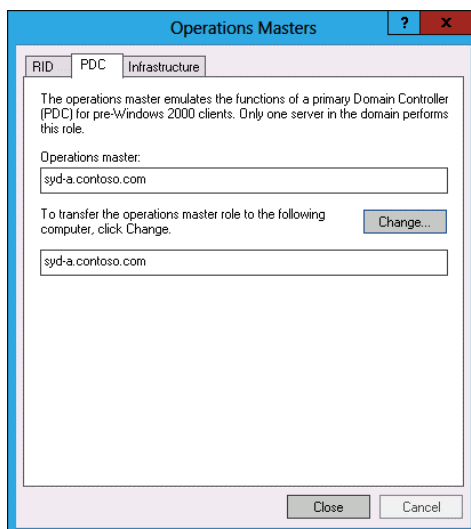 Operations Masters
?
x
RID
PDC
Infrastructure
The operations master emulates the functions of a primary Domain Controller
(PDC) for pre-Windows 2000 clients. Only one server in the domain performs
this role.
Operations master:
syd-a.contoso.com
To transfer the operations master role to the following
computer, click Change.
Change...
syd-a.contoso.com
Close
Cancel